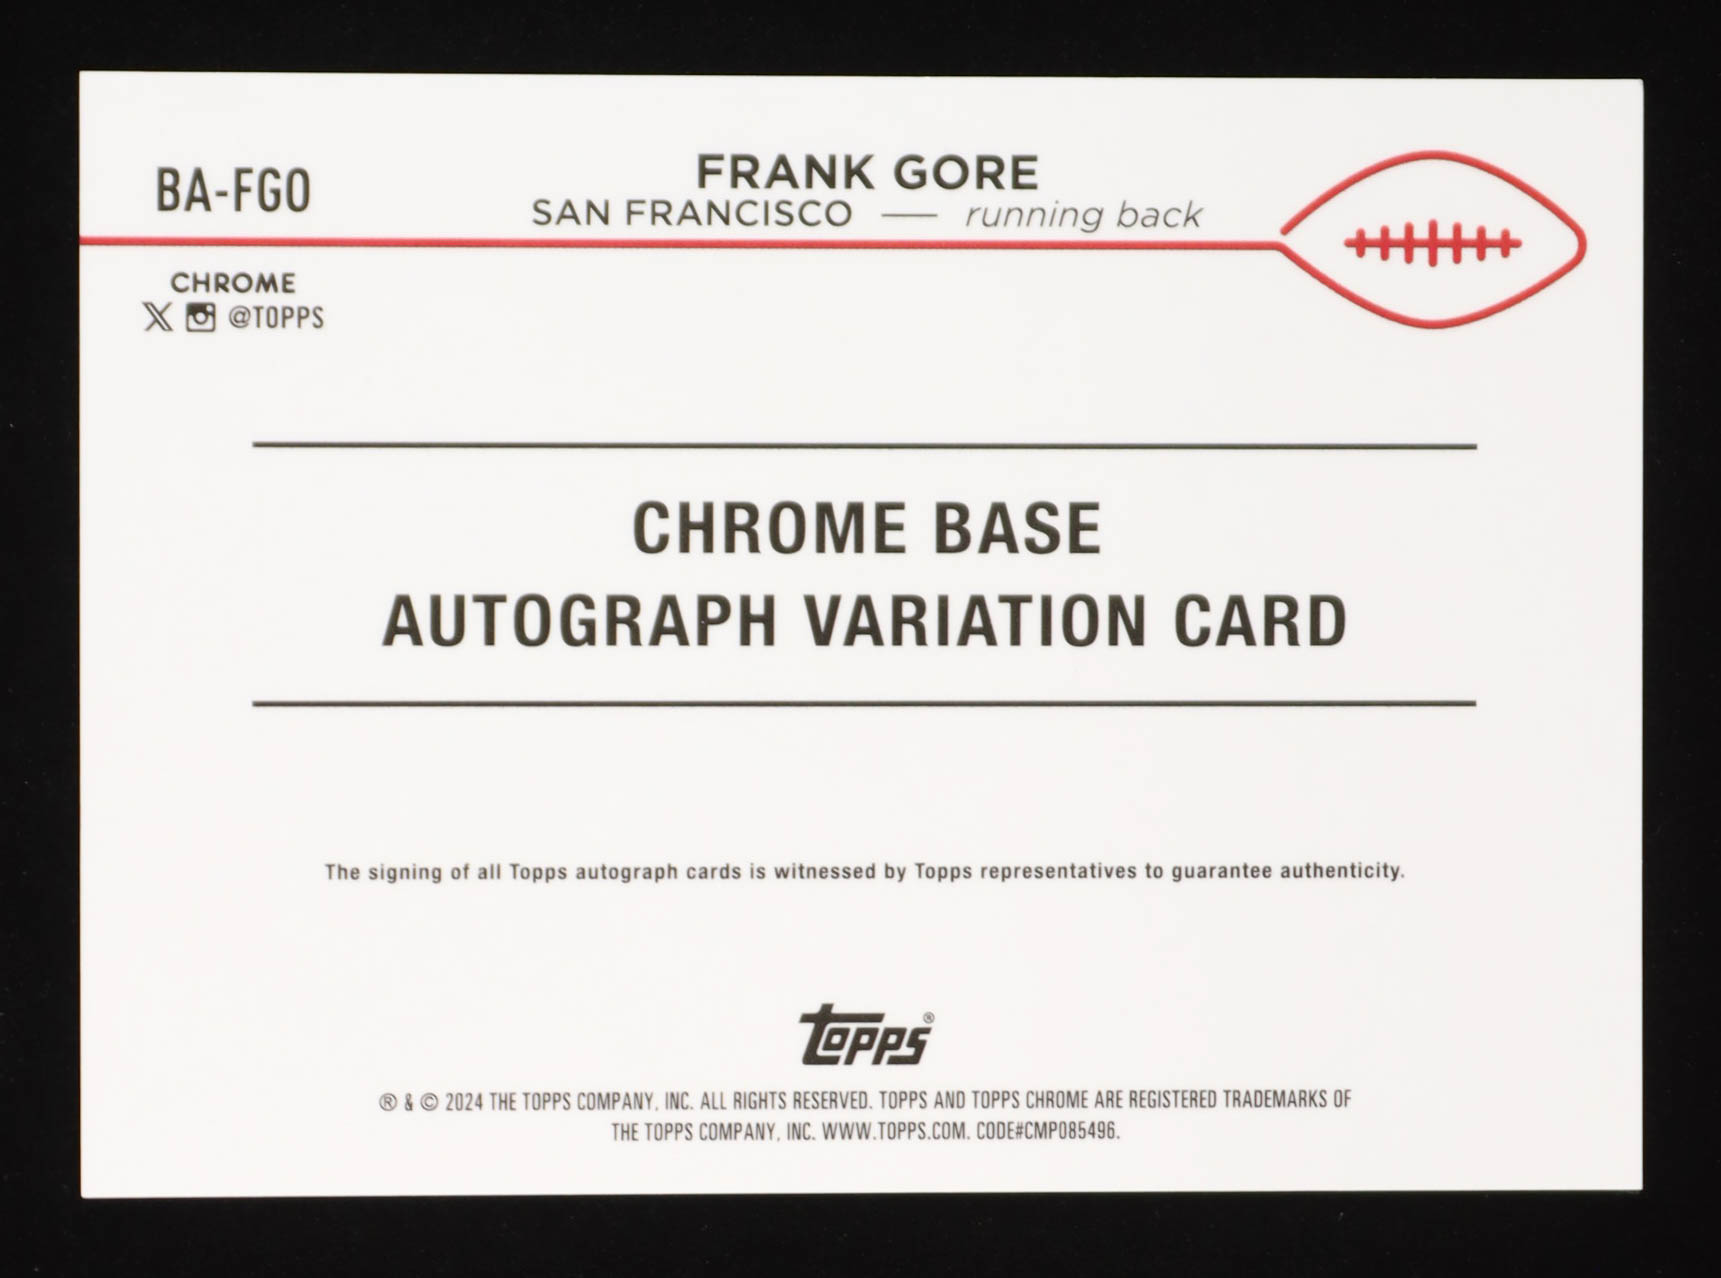 BA-FGO
FRANK GORE
SAN FRANCISCO — running back
CHROME
X @TOPPS
CHROME BASE
AUTOGRAPH VARIATION CARD
The signing of all Topps autograph cards is witnessed by Topps representatives to guarantee authenticity.
topps®
® & © 2024 THE TOPPS COMPANY, INC. ALL RIGHTS RESERVED. TOPPS AND TOPPS CHROME ARE REGISTERED TRADEMARKS OF
THE TOPPS COMPANY, INC. WWW.TOPPS.COM. CODE#CMP085496.